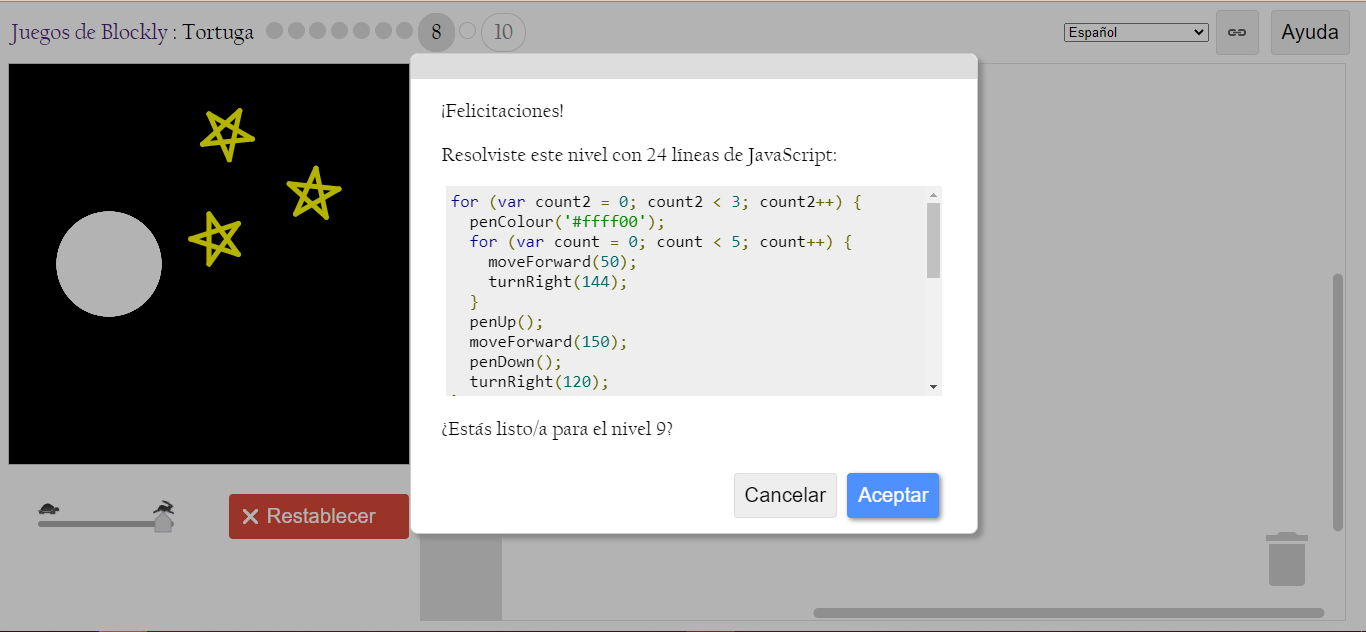 Juegos de Blockly : Tortuga 8 10 Español Ayuda
¡Felicitaciones!
Resolviste este nivel con 24 líneas de JavaScript:
for (var count2 = 0; count2 < 3; count2++) {
penColour('#ffff00');
for (var count = 0; count < 5; count++) {
moveForward(50);
turnRight(144);
}
penUp();
moveForward(150);
penDown();
turnRight(120);
¿Estás listo/a para el nivel 9?
Cancelar Aceptar
Restablecer